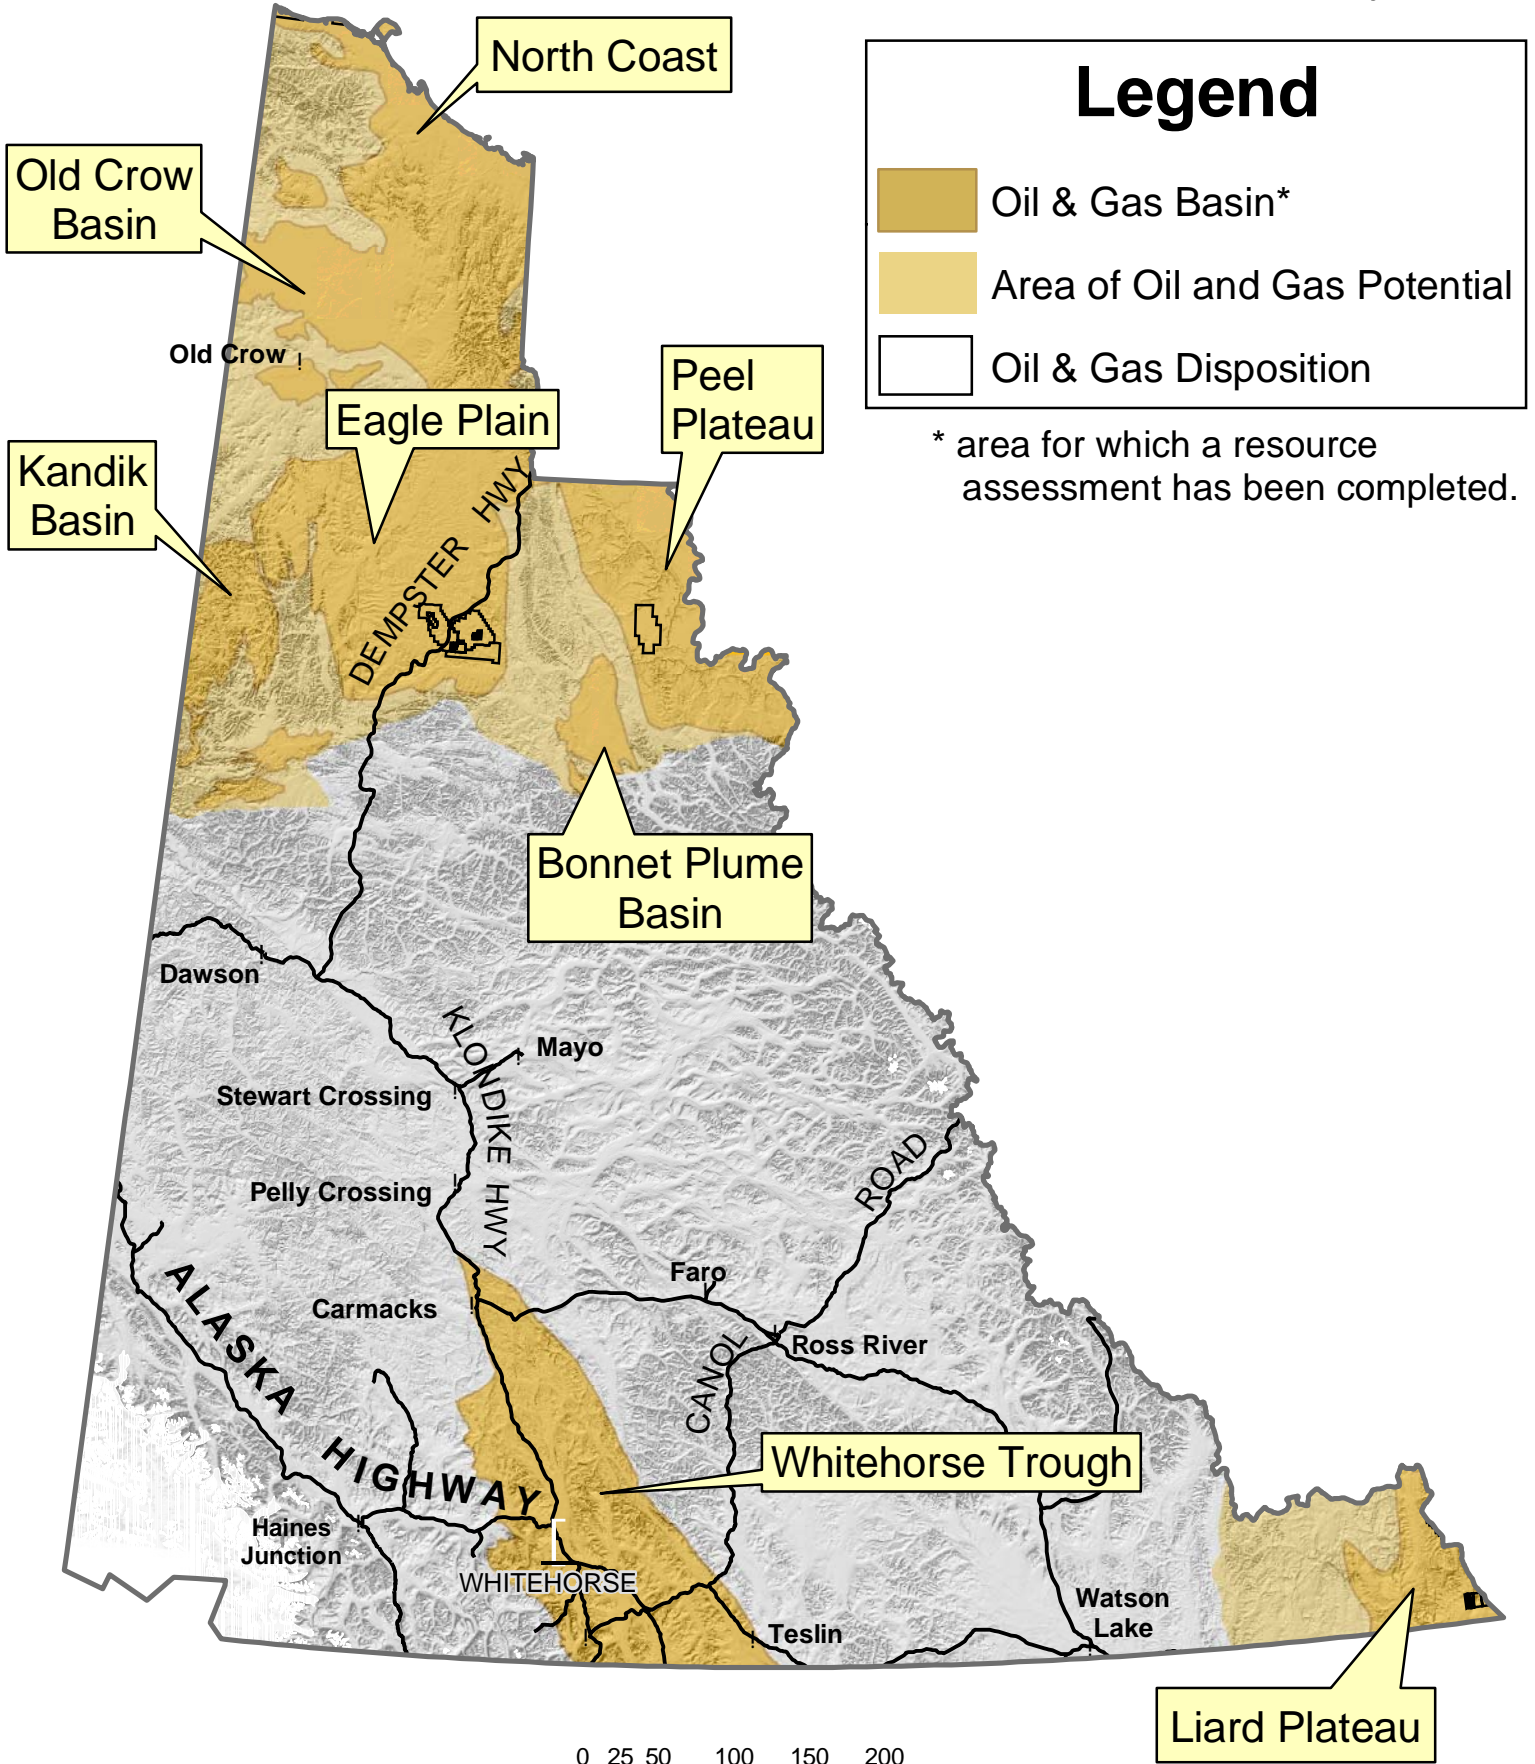 North Coast
Legend
Oil & Gas Basin*
Area of Oil and Gas Potential
Oil & Gas Disposition
* area for which a resource
assessment has been completed.
Old Crow
Basin
Old Crow
Eagle Plain
Peel
Plateau
Kandik
Basin
DEMPSTER HWY
Bonnet Plume
Basin
Dawson
KLONDIKE HWY
Mayo
Stewart Crossing
Pelly Crossing
CANOL ROAD
Faro
Carmacks
Ross River
ALASKA HIGHWAY
Whitehorse Trough
Haines
Junction
WHITEHORSE
Teslin
Watson
Lake
Liard Plateau
0 25 50 100 150 200